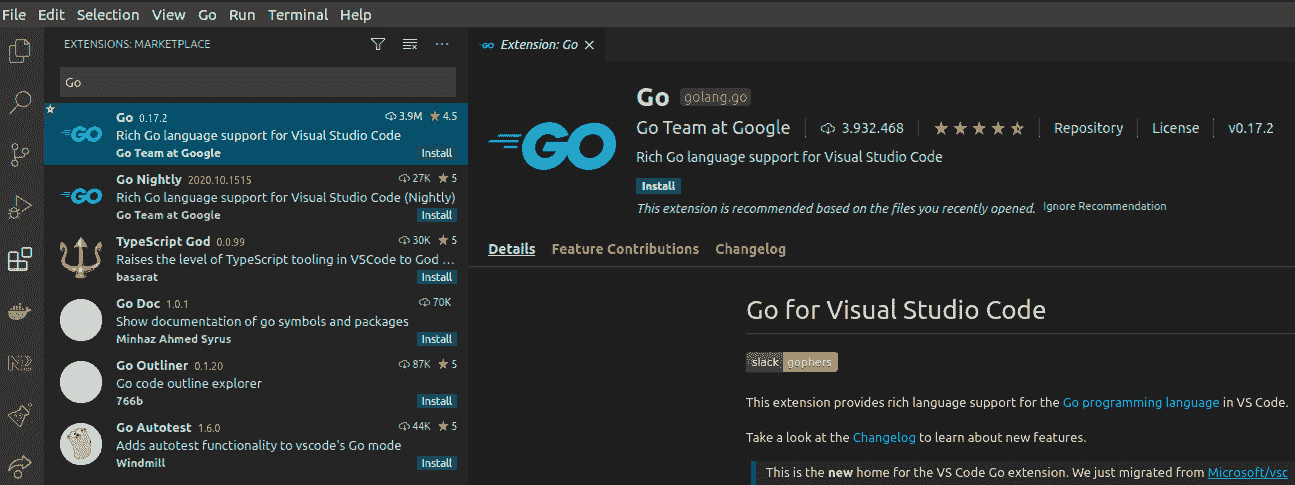 File Edit Selection View Go Run Terminal Help
EXTENSIONS: MARKETPLACE
Go
Go 0.17.2 3.9M 4.5
Rich Go language support for Visual Studio Code
Go Team at Google Install
Go Nightly 2020.10.1515 27K 5
Rich Go language support for Visual Studio Code (Nightly)
Go Team at Google Install
TypeScript God 0.0.99 30K 5
Raises the level of TypeScript tooling in VSCode to God ...
basarat Install
Go Doc 1.0.1 70K
Show documentation of go symbols and packages
Minhaz Ahmed Syrus Install
Go Outliner 0.1.20 87K 5
Go code outline explorer
766b Install
Go Autotest 1.6.0 44K 5
Adds autotest functionality to vscode's Go mode
Windmill Install
GO Extension: Go
GO
GO
GO
Go golang.go
Go Team at Google 3.932.468 Repository License v0.17.2
Rich Go language support for Visual Studio Code
Install
This extension is recommended based on the files you recently opened. Ignore Recommendation
Details Feature Contributions Changelog
Go for Visual Studio Code
slack gophers
This extension provides rich language support for the Go programming language in VS Code.
Take a look at the Changelog to learn about new features.
This is the new home for the VS Code Go extension. We just migrated from Microsoft/vsc